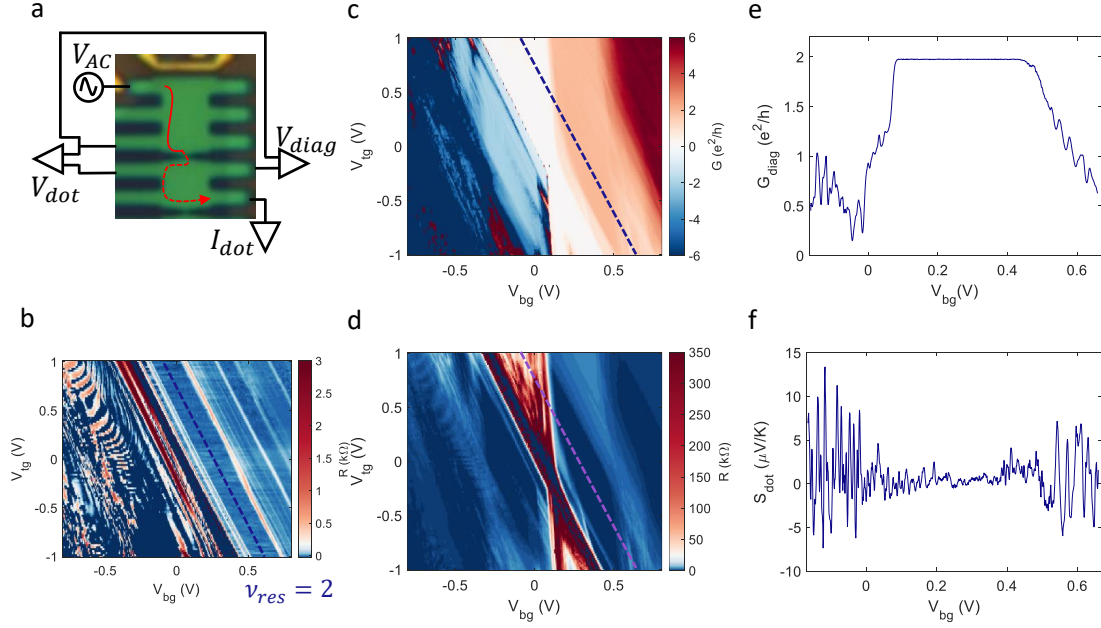 a
V_AC
V_diag
V_dot
I_dot
b
V_tg (V)
1
0.5
0
-0.5
-1
-0.5
0
0.5
V_bg (V)
3
2.5
2
1.5
1
0.5
0
R (kΩ)
ν_res = 2
c
V_tg (V)
1
0.5
0
-0.5
-1
-0.5
0
0.5
V_bg (V)
6
4
2
0
-2
-4
-6
G (e²/h)
d
V_tg (V)
1
0.5
0
-0.5
-1
-0.5
0
0.5
V_bg (V)
350
300
250
200
150
100
50
0
R (kΩ)
e
G_diag (e²/h)
2
1.5
1
0.5
0
0
0.2
0.4
0.6
V_bg(V)
f
S_dot (μV/K)
15
10
5
0
-5
-10
0
0.2
0.4
0.6
V_bg (V)